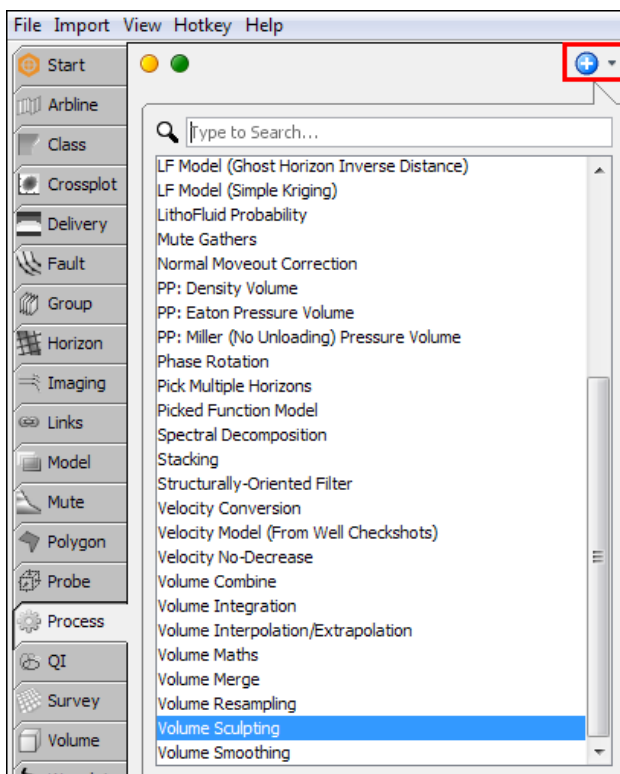 File Import View Hotkey Help
Start
Arbline
Class
Crossplot
Delivery
Fault
Group
Horizon
Imaging
Links
Model
Mute
Polygon
Probe
Process
QI
Survey
Volume
Type to Search...
LF Model (Ghost Horizon Inverse Distance)
LF Model (Simple Kriging)
LithoFluid Probability
Mute Gathers
Normal Moveout Correction
PP: Density Volume
PP: Eaton Pressure Volume
PP: Miller (No Unloading) Pressure Volume
Phase Rotation
Pick Multiple Horizons
Picked Function Model
Spectral Decomposition
Stacking
Structurally-Oriented Filter
Velocity Conversion
Velocity Model (From Well Checkshots)
Velocity No-Decrease
Volume Combine
Volume Integration
Volume Interpolation/Extrapolation
Volume Maths
Volume Merge
Volume Resampling
Volume Sculpting
Volume Smoothing